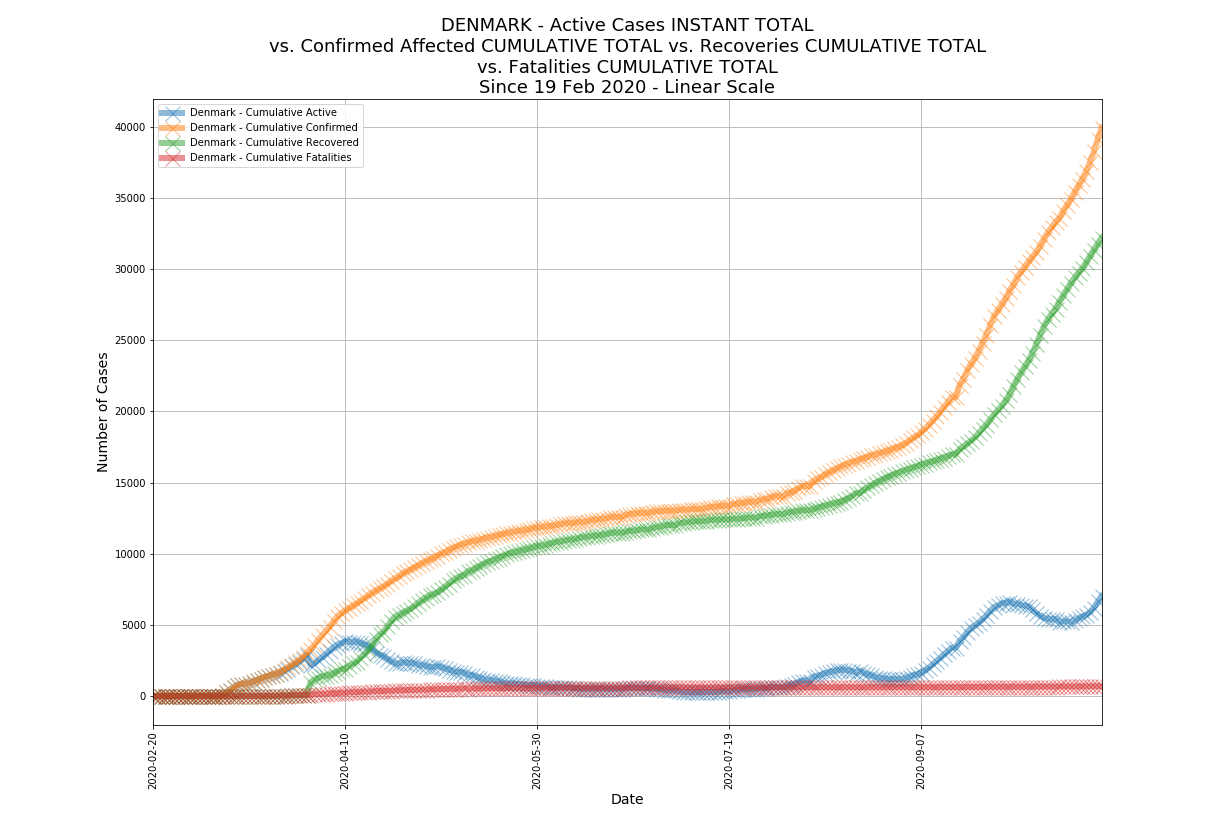 DENMARK - Active Cases INSTANT TOTAL
vs. Confirmed Affected CUMULATIVE TOTAL vs. Recoveries CUMULATIVE TOTAL
vs. Fatalities CUMULATIVE TOTAL
Since 19 Feb 2020 - Linear Scale
Denmark - Cumulative Active
Denmark - Cumulative Confirmed
Denmark - Cumulative Recovered
Denmark - Cumulative Fatalities
40000
35000
30000
25000
20000
15000
10000
5000
0
Number of Cases
2020-02-20
2020-04-10
2020-05-30
2020-07-19
2020-09-07
Date